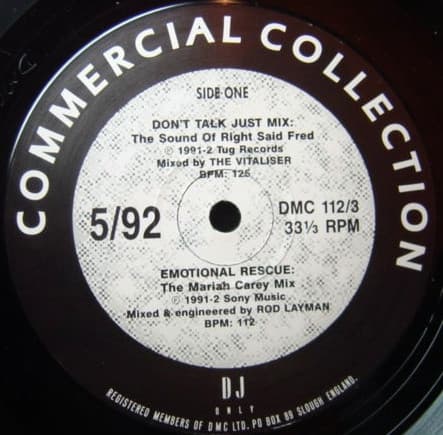 COMMERCIAL COLLECTION
SIDE ONE
DON'T TALK JUST MIX:
The Sound Of Right Said Fred
© 1991-2 Tug Records
Mixed by THE VITALISER
BPM: 125
5/92
DMC 112/3
33⅓ RPM
EMOTIONAL RESCUE:
The Mariah Carey Mix
© 1991-2 Sony Music
Mixed & engineered by ROD LAYMAN
BPM: 112
DJ
ONLY
REGISTERED MEMBERS OF DMC LTD. PO BOX 89 SLOUGH ENGLAND.